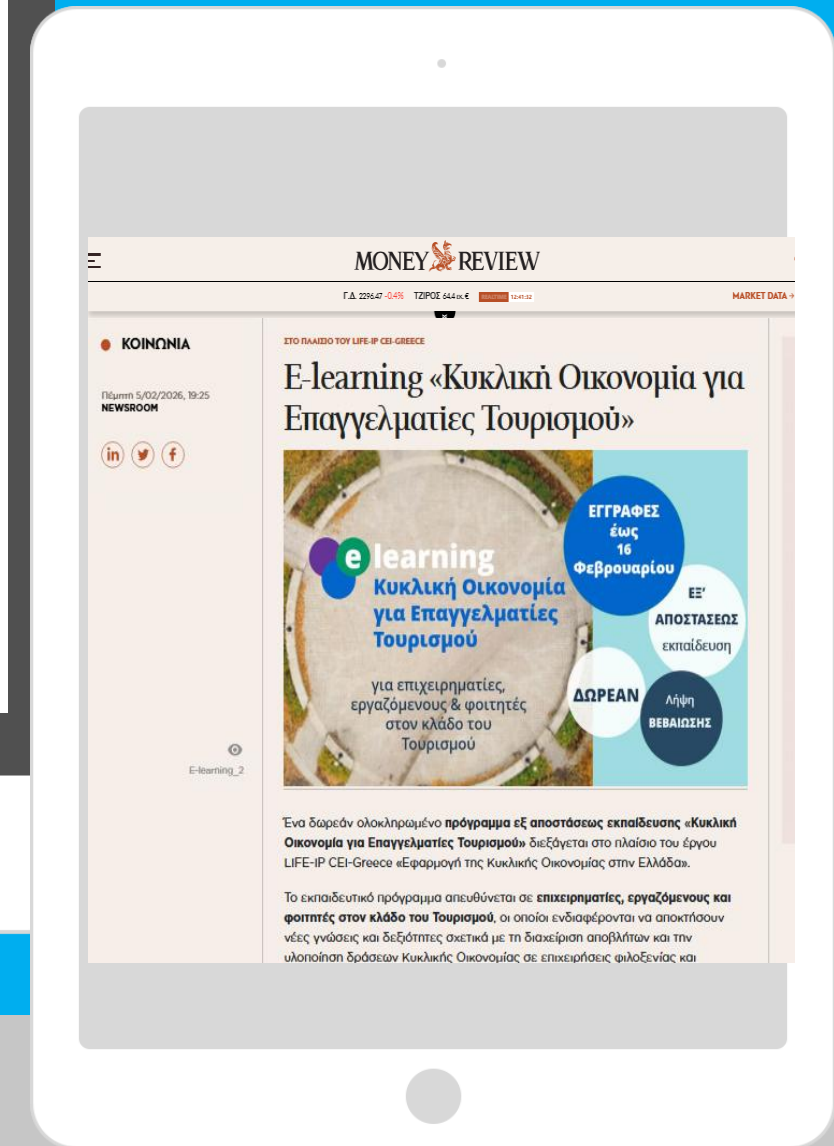 MONEY REVIEW
Γ.Δ. 2296.47 -0.4% ΤΖΙΡΟΣ 64.4 εκ.€ 12:41:32
MARKET DATA
ΚΟΙΝΩΝΙΑ
Πέμπτη 5/02/2026, 19:25
NEWSROOM
in f
ΣΤΟ ΠΛΑΙΣΙΟ ΤΟΥ LIFE-IP CEI-GREECE
E-learning «Κυκλική Οικονομία για
Επαγγελματίες Τουρισμού»
e learning
Κυκλική Οικονομία
για Επαγγελματίες
Τουρισμού
για επιχειρηματίες,
εργαζόμενους & φοιτητές
στον κλάδο του
Τουρισμού
ΕΓΓΡΑΦΕΣ
έως
16
Φεβρουαρίου
ΕΞ’
ΑΠΟΣΤΑΣΕΩΣ
εκπαίδευση
ΔΩΡΕΑΝ
Λήψη
ΒΕΒΑΙΩΣΗΣ
E-learning_2
Ένα δωρεάν ολοκληρωμένο πρόγραμμα εξ αποστάσεως εκπαίδευσης «Κυκλική
Οικονομία για Επαγγελματίες Τουρισμού» διεξάγεται στο πλαίσιο του έργου
LIFE-IP CEI-Greece «Εφαρμογή της Κυκλικής Οικονομίας στην Ελλάδα».
Το εκπαιδευτικό πρόγραμμα απευθύνεται σε επιχειρηματίες, εργαζόμενους και
φοιτητές στον κλάδο του Τουρισμού, οι οποίοι ενδιαφέρονται να αποκτήσουν
νέες γνώσεις και δεξιότητες σχετικά με τη διαχείριση αποβλήτων και την
υλοποίηση δράσεων Κυκλικής Οικονομίας σε επιχειρήσεις φιλοξενίας και